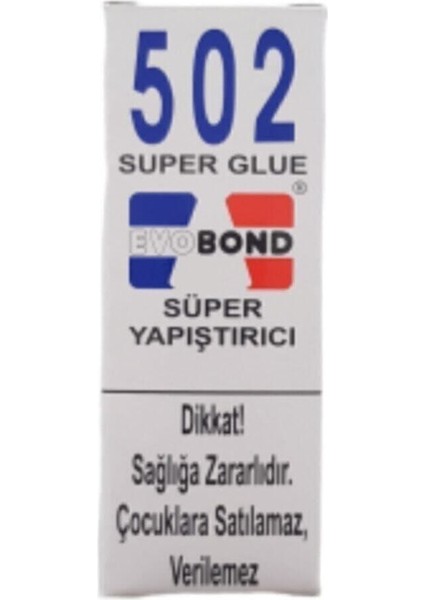 502
SUPER GLUE
®
EVOBOND
SÜPER
YAPIŞTIRICI
Dikkat!
Sağlığa Zararlıdır.
Çocuklara Satılamaz,
Verilemez